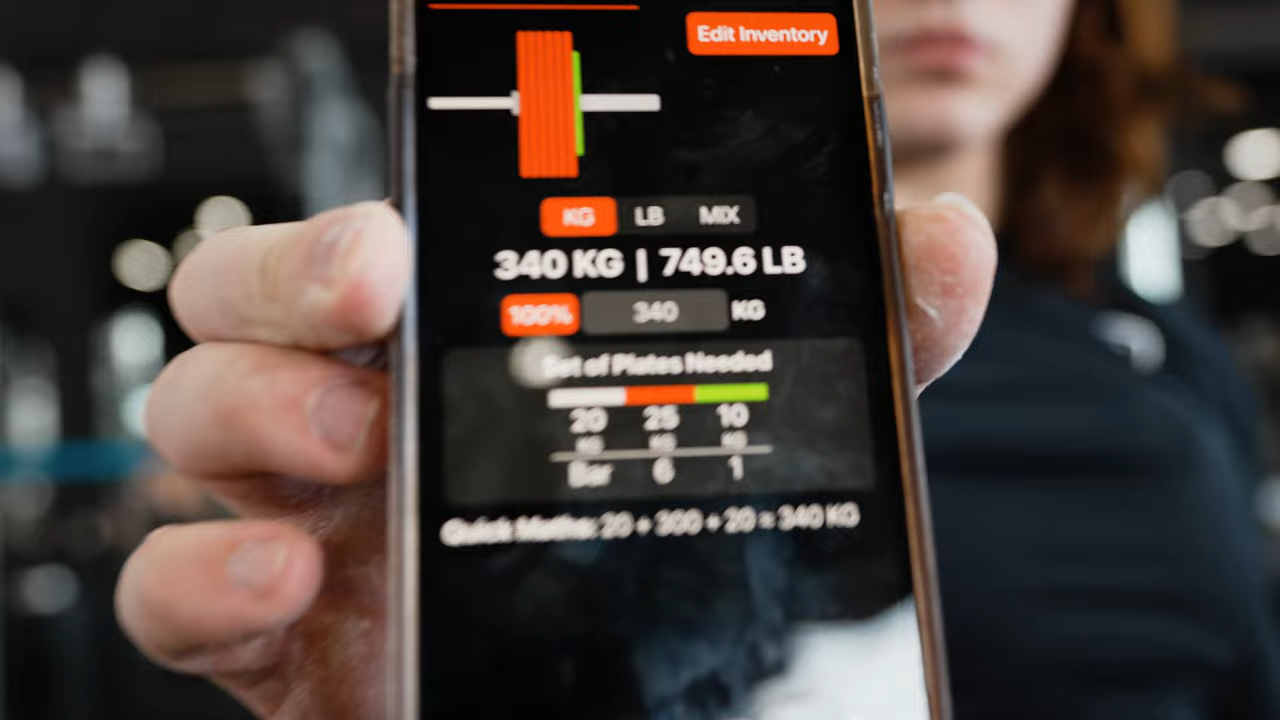 Edit Inventory
KG LB MIX
340 KG | 749.6 LB
100% 340 KG
Set of Plates Needed
20 25 10
KG KG KG
Bar 6 1
Quick Maths: 20 + 300 + 20 = 340 KG